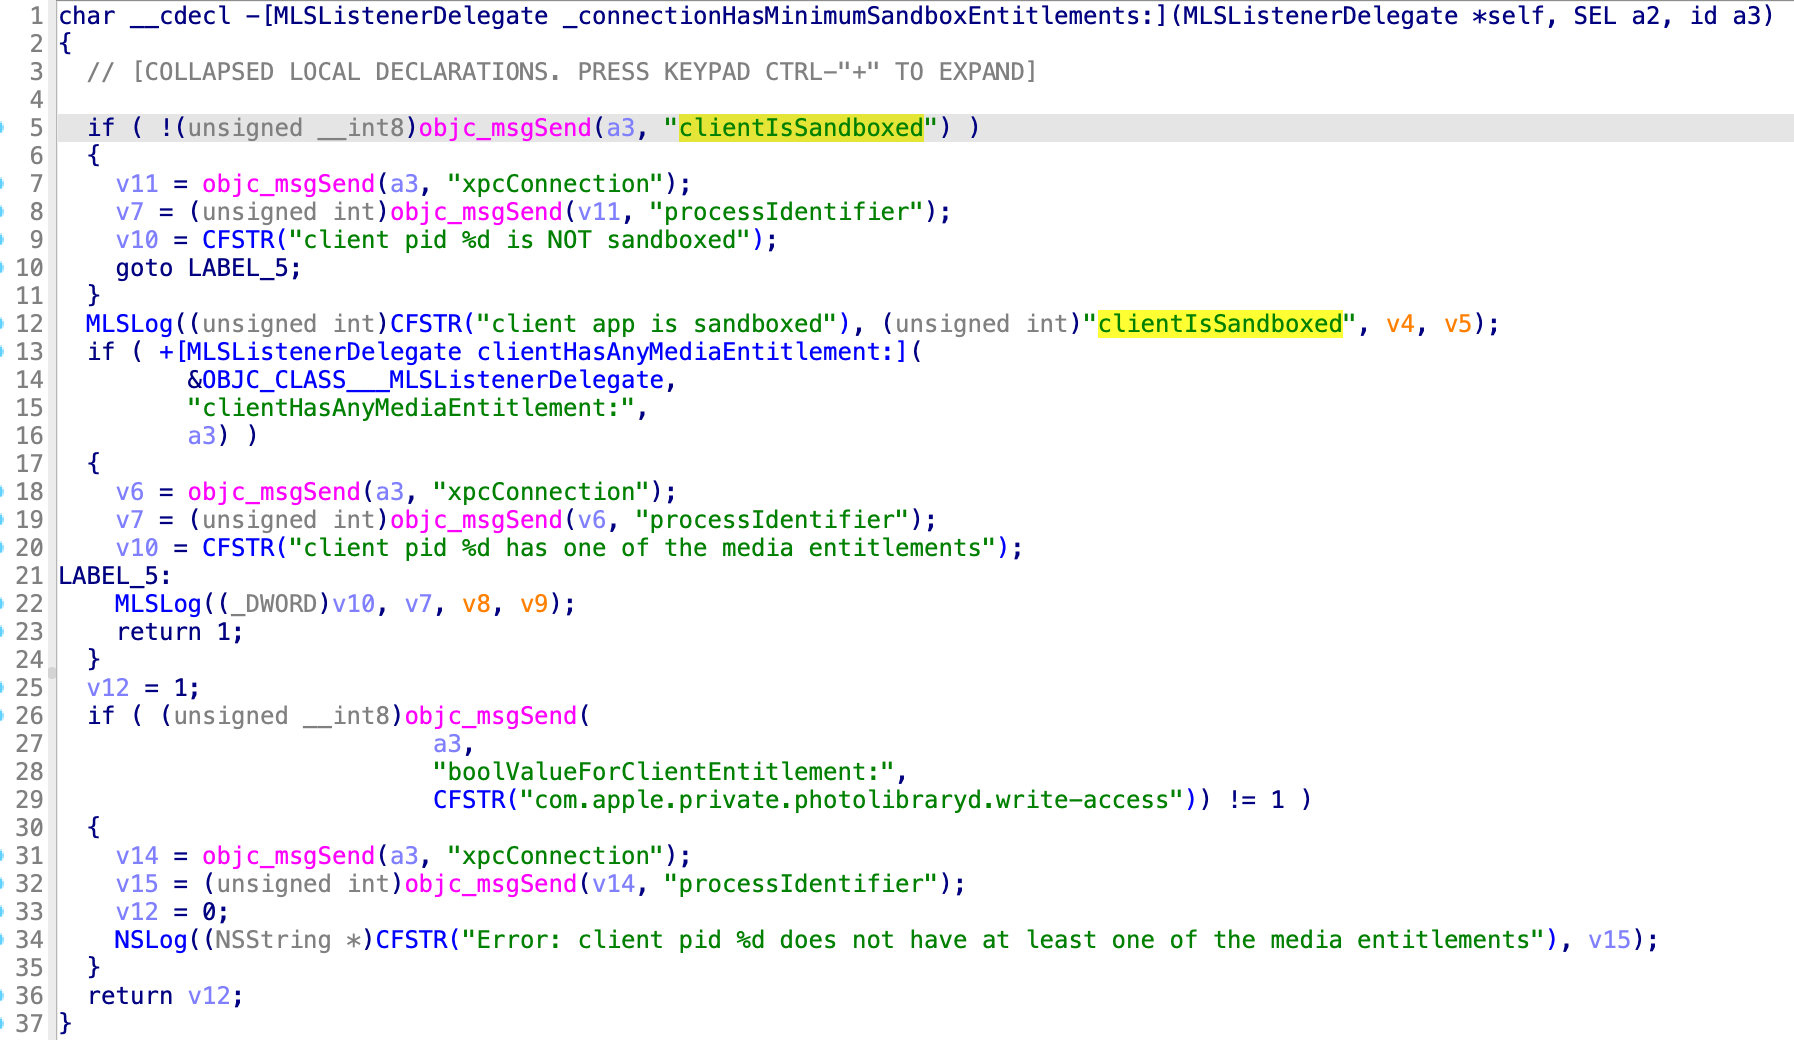 1 char __cdecl -[MLSListenerDelegate _connectionHasMinimumSandboxEntitlements:](MLSListenerDelegate *self, SEL a2, id a3)
2 {
3   // [COLLAPSED LOCAL DECLARATIONS. PRESS KEYPAD CTRL-"+" TO EXPAND]
4
5   if ( !(unsigned __int8)objc_msgSend(a3, "clientIsSandboxed") )
6   {
7     v11 = objc_msgSend(a3, "xpcConnection");
8     v7 = (unsigned int)objc_msgSend(v11, "processIdentifier");
9     v10 = CFSTR("client pid %d is NOT sandboxed");
10     goto LABEL_5;
11   }
12   MLSLog((unsigned int)CFSTR("client app is sandboxed"), (unsigned int)"clientIsSandboxed", v4, v5);
13   if ( +[MLSListenerDelegate clientHasAnyMediaEntitlement:](
14          &OBJC_CLASS___MLSListenerDelegate,
15          "clientHasAnyMediaEntitlement:",
16          a3) )
17   {
18     v6 = objc_msgSend(a3, "xpcConnection");
19     v7 = (unsigned int)objc_msgSend(v6, "processIdentifier");
20     v10 = CFSTR("client pid %d has one of the media entitlements");
21 LABEL_5:
22     MLSLog((_DWORD)v10, v7, v8, v9);
23     return 1;
24   }
25   v12 = 1;
26   if ( (unsigned __int8)objc_msgSend(
27                           a3,
28                           "boolValueForClientEntitlement:",
29                           CFSTR("com.apple.private.photolibraryd.write-access")) != 1 )
30   {
31     v14 = objc_msgSend(a3, "xpcConnection");
32     v15 = (unsigned int)objc_msgSend(v14, "processIdentifier");
33     v12 = 0;
34     NSLog((NSString *)CFSTR("Error: client pid %d does not have at least one of the media entitlements"), v15);
35   }
36   return v12;
37 }